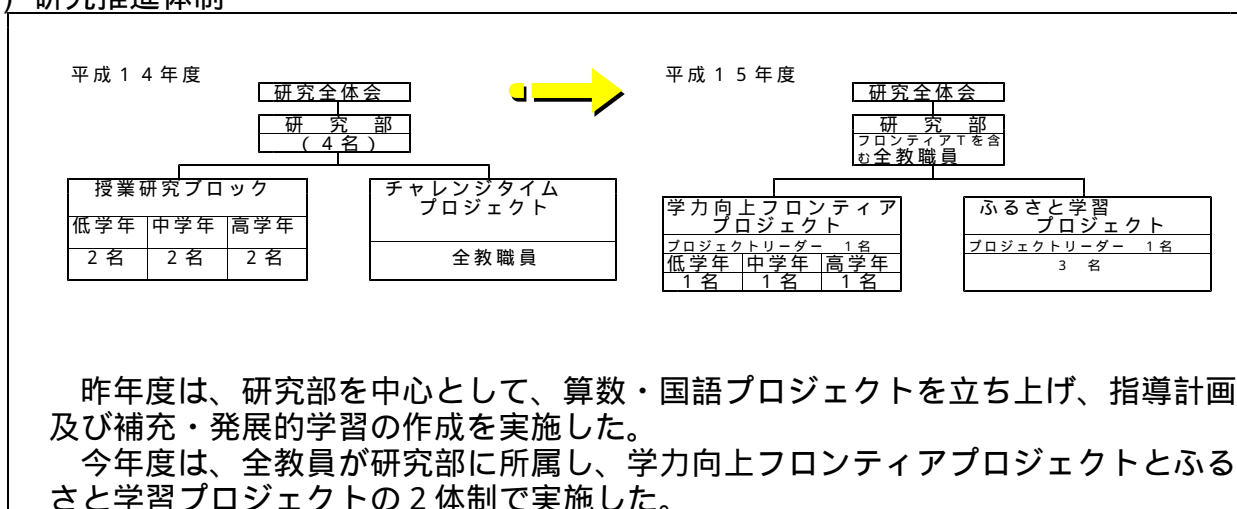 ) 研究推進体制
平成１４年度
研究全体会
研　究　部
（４名）
授業研究ブロック
低学年 中学年 高学年
２名 ２名 ２名
チャレンジタイム
プロジェクト
全教職員
平成１５年度
研究全体会
研　究　部
フロンティアＴを含
む全教職員
学力向上フロンティア
プロジェクト
プロジェクトリーダー　１名
低学年 中学年 高学年
１名 １名 １名
ふるさと学習
プロジェクト
プロジェクトリーダー　１名
３　名
昨年度は、研究部を中心として、算数・国語プロジェクトを立ち上げ、指導計画
及び補充・発展的学習の作成を実施した。
今年度は、全教員が研究部に所属し、学力向上フロンティアプロジェクトとふる
さと学習プロジェクトの２体制で実施した。